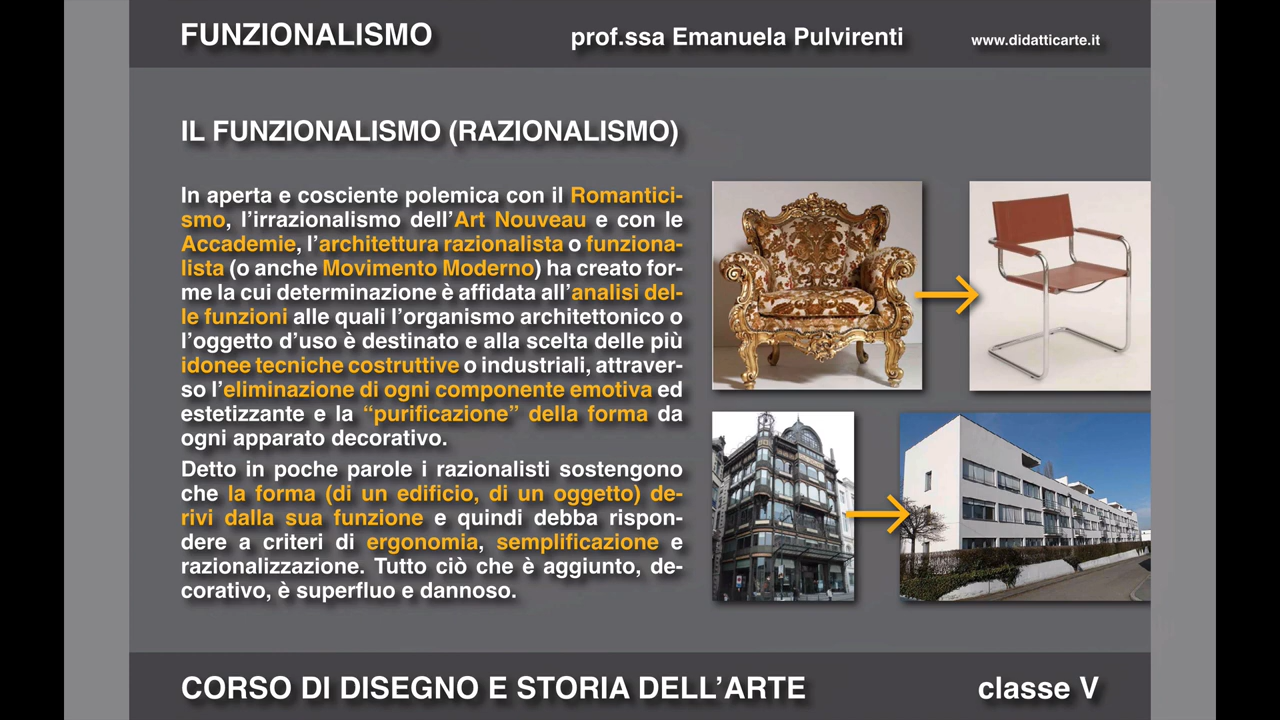 FUNZIONALISMO
prof.ssa Emanuela Pulvirenti
www.didatticarte.it
IL FUNZIONALISMO (RAZIONALISMO)
In aperta e cosciente polemica con il Romantici-
smo, l’irrazionalismo dell’Art Nouveau e con le
Accademie, l’architettura razionalista o funziona-
lista (o anche Movimento Moderno) ha creato for-
me la cui determinazione è affidata all’analisi del-
le funzioni alle quali l’organismo architettonico o
l’oggetto d’uso è destinato e alla scelta delle più
idonee tecniche costruttive o industriali, attraver-
so l’eliminazione di ogni componente emotiva ed
estetizzante e la “purificazione” della forma da
ogni apparato decorativo.
Detto in poche parole i razionalisti sostengono
che la forma (di un edificio, di un oggetto) de-
rivi dalla sua funzione e quindi debba rispon-
dere a criteri di ergonomia, semplificazione e
razionalizzazione. Tutto ciò che è aggiunto, de-
corativo, è superfluo e dannoso.
CORSO DI DISEGNO E STORIA DELL’ARTE
classe V